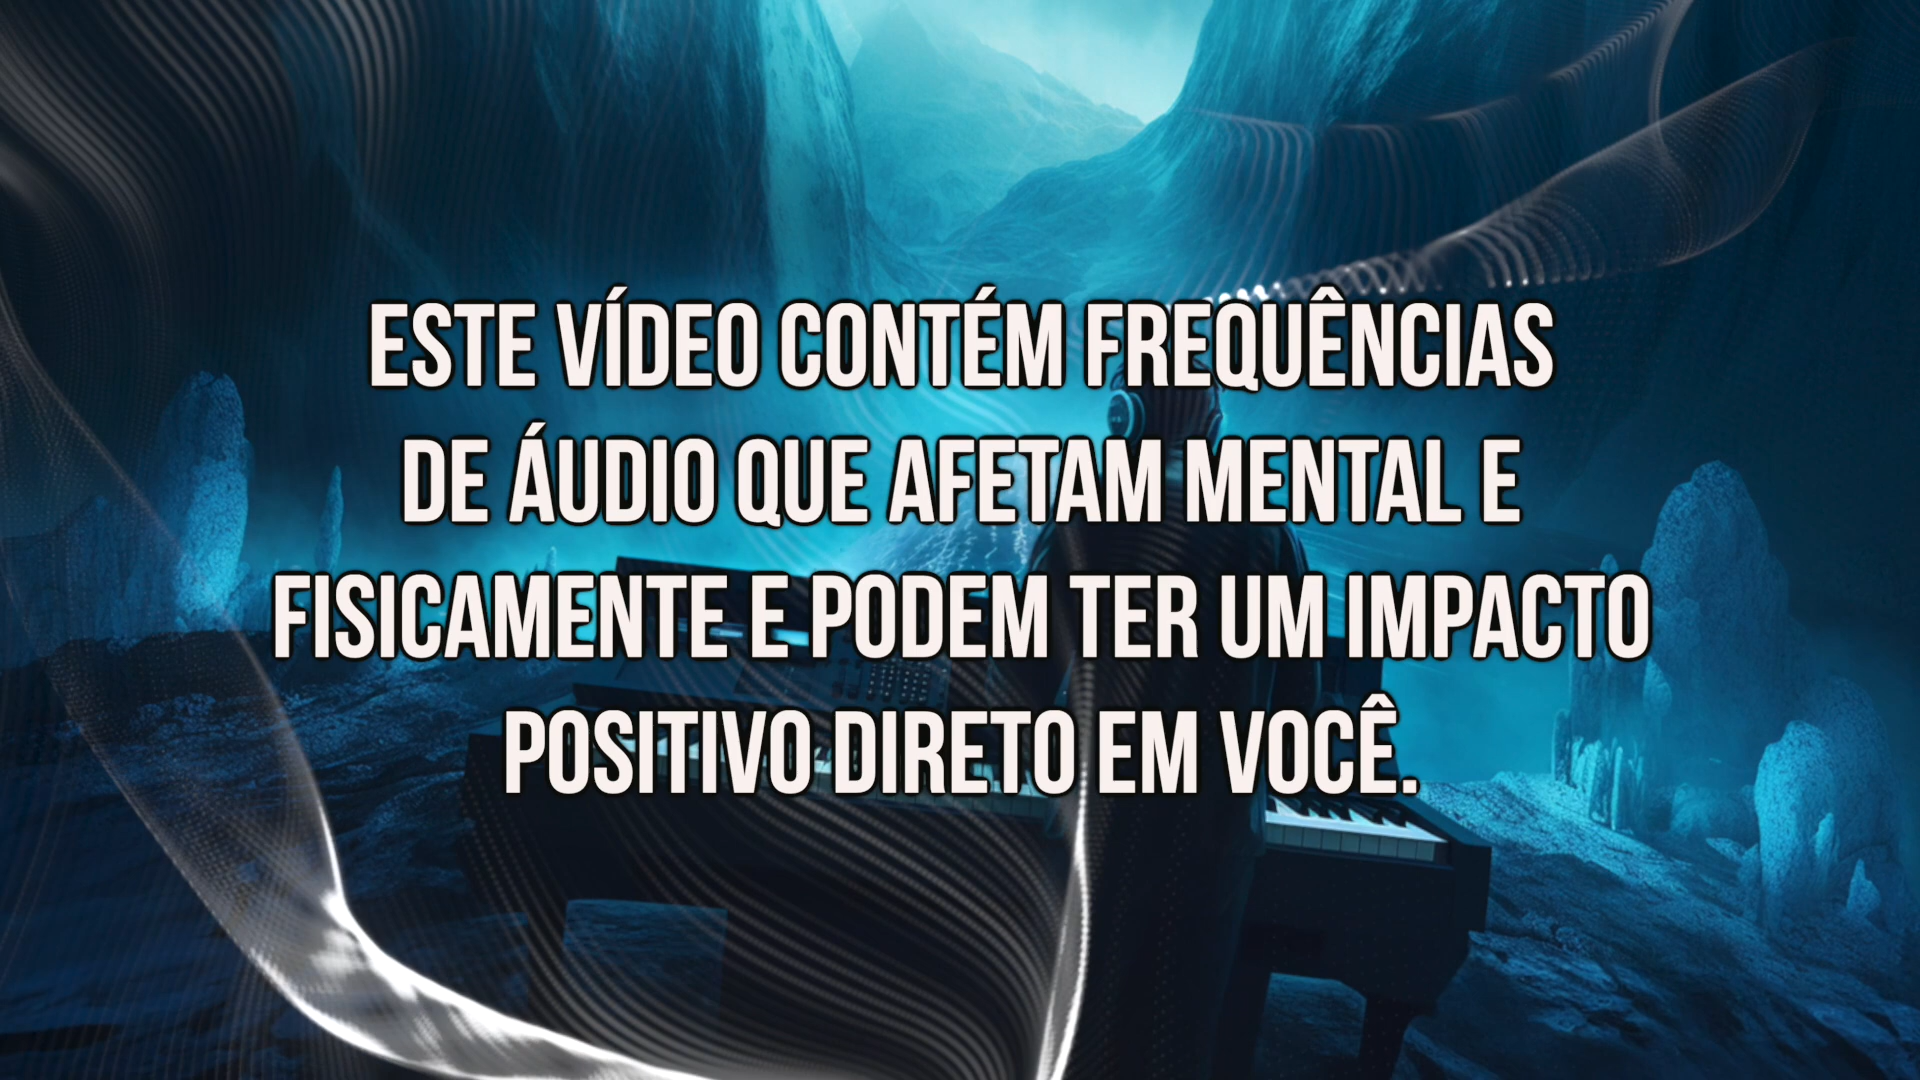 ESTE VÍDEO CONTÉM FREQUÊNCIAS
DE ÁUDIO QUE AFETAM MENTAL E
FISICAMENTE E PODEM TER UM IMPACTO
POSITIVO DIRETO EM VOCÊ.